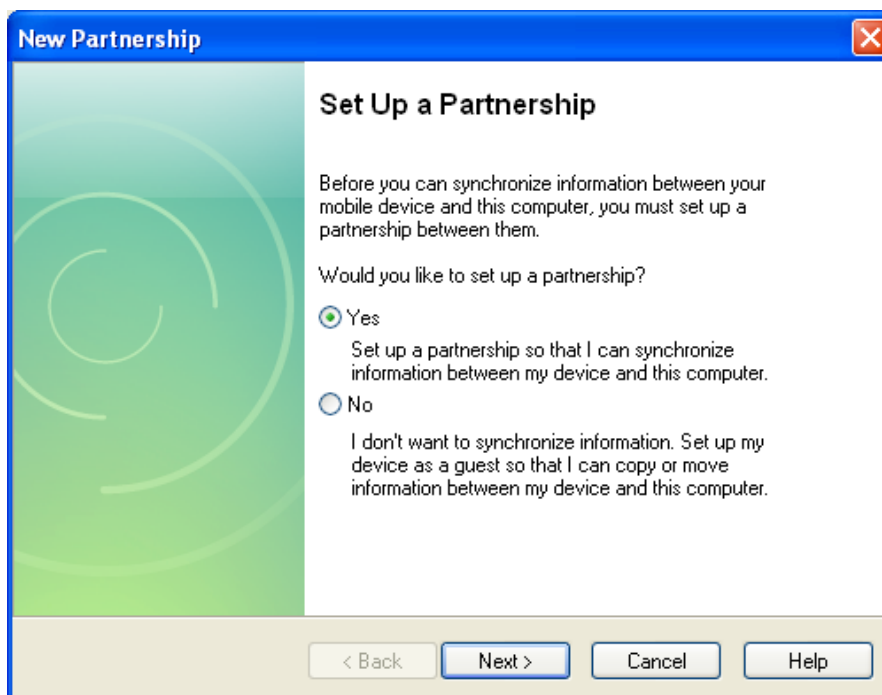 New Partnership
Set Up a Partnership
Before you can synchronize information between your
mobile device and this computer, you must set up a
partnership between them.
Would you like to set up a partnership?
Yes
Set up a partnership so that I can synchronize
information between my device and this computer.
No
I don't want to synchronize information. Set up my
device as a guest so that I can copy or move
information between my device and this computer.
< Back Next > Cancel Help